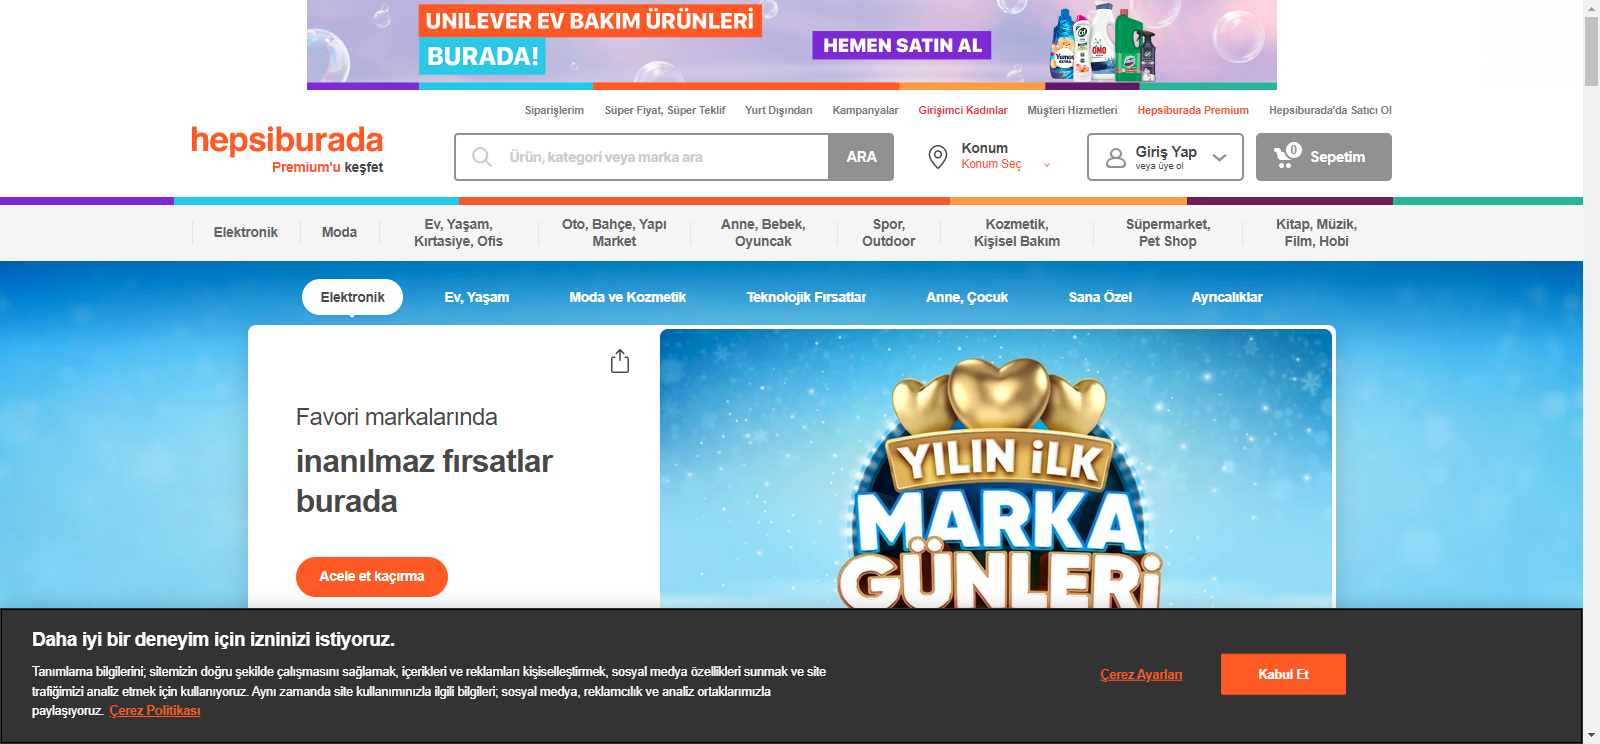 UNILEVER EV BAKIM ÜRÜNLERİ
BURADA!
HEMEN SATIN AL
Siparişlerim
Süper Fiyat, Süper Teklif
Yurt Dışından
Kampanyalar
Girişimci Kadınlar
Müşteri Hizmetleri
Hepsiburada Premium
Hepsiburada'da Satıcı Ol
hepsiburada
Premium'u keşfet
Ürün, kategori veya marka ara
ARA
Konum
Konum Seç
Giriş Yap
veya üye ol
0
Sepetim
Elektronik
Moda
Ev, Yaşam,
Kırtasiye, Ofis
Oto, Bahçe, Yapı
Market
Anne, Bebek,
Oyuncak
Spor,
Outdoor
Kozmetik,
Kişisel Bakım
Süpermarket,
Pet Shop
Kitap, Müzik,
Film, Hobi
Elektronik
Ev, Yaşam
Moda ve Kozmetik
Teknolojik Fırsatlar
Anne, Çocuk
Sana Özel
Ayrıcalıklar
Favori markalarında
inanılmaz fırsatlar
burada
Acele et kaçırma
YILIN İLK
MARKA
GÜNLERİ
Daha iyi bir deneyim için izninizi istiyoruz.
Tanımlama bilgilerini; sitemizin doğru şekilde çalışmasını sağlamak, içerikleri ve reklamları kişiselleştirmek, sosyal medya özellikleri sunmak ve site
trafiğimizi analiz etmek için kullanıyoruz. Aynı zamanda site kullanımınızla ilgili bilgileri; sosyal medya, reklamcılık ve analiz ortaklarımızla
paylaşıyoruz. Çerez Politikası
Çerez Ayarları
Kabul Et